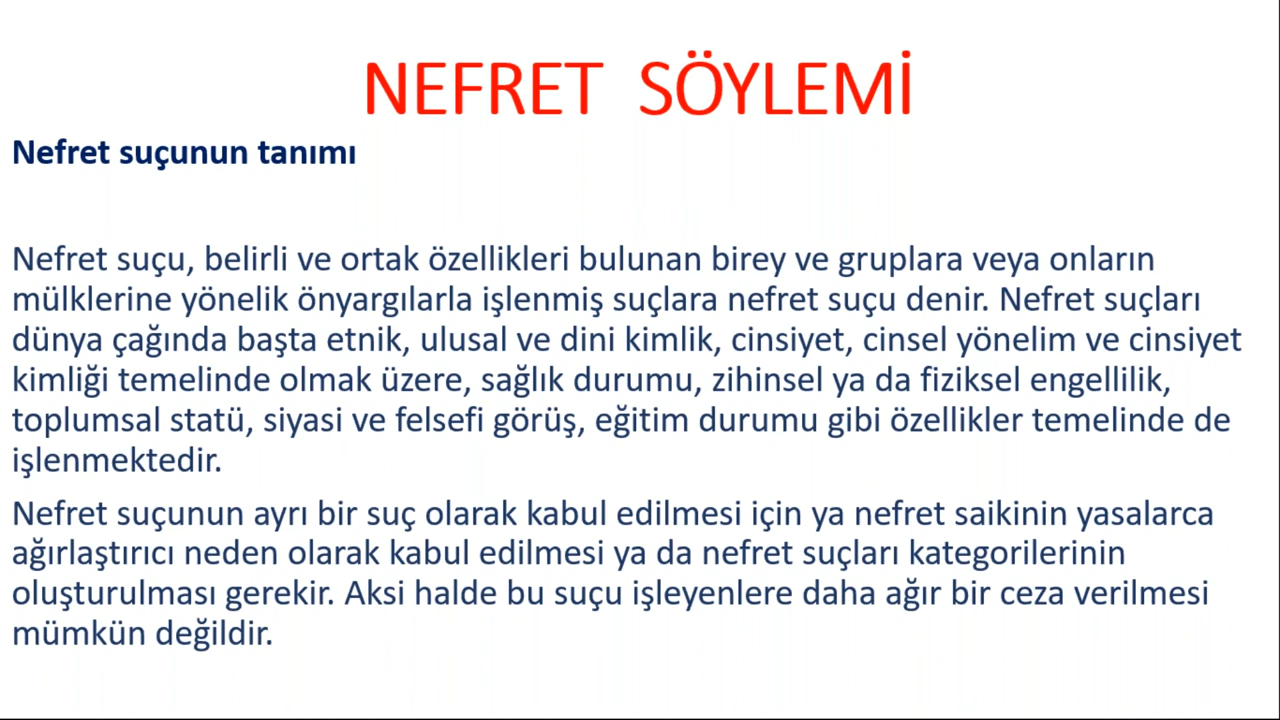 NEFRET SÖYLEMİ
Nefret suçunun tanımı
Nefret suçu, belirli ve ortak özellikleri bulunan birey ve gruplara veya onların
mülklerine yönelik önyargılarla işlenmiş suçlara nefret suçu denir. Nefret suçları
dünya çağında başta etnik, ulusal ve dini kimlik, cinsiyet, cinsel yönelim ve cinsiyet
kimliği temelinde olmak üzere, sağlık durumu, zihinsel ya da fiziksel engellilik,
toplumsal statü, siyasi ve felsefi görüş, eğitim durumu gibi özellikler temelinde de
işlenmektedir.
Nefret suçunun ayrı bir suç olarak kabul edilmesi için ya nefret saikinin yasalarca
ağırlaştırıcı neden olarak kabul edilmesi ya da nefret suçları kategorilerinin
oluşturulması gerekir. Aksi halde bu suçu işleyenlere daha ağır bir ceza verilmesi
mümkün değildir.